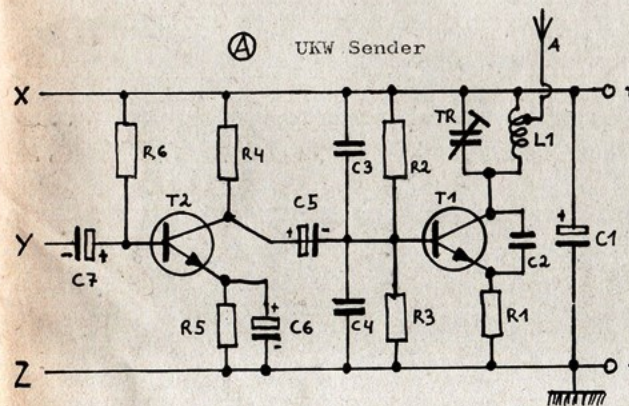 A UKW Sender
A
X
TR
L1
R6
R4
C3
R2
T2
C5
T1
+
Y
- +
+ -
C2
+
C1
C7
R5
+
C6
-
C4
R3
R1
Z